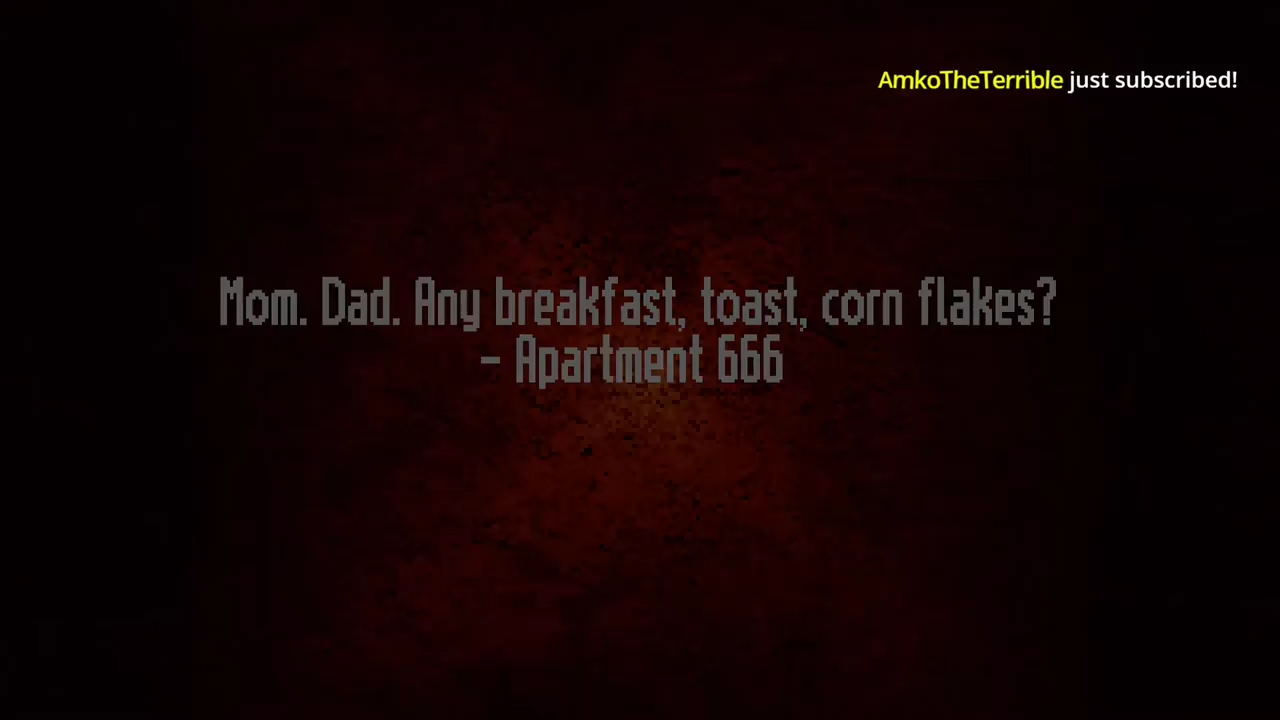 AmkoTheTerrible just subscribed!
Mom. Dad. Any breakfast, toast, corn flakes?
- Apartment 666